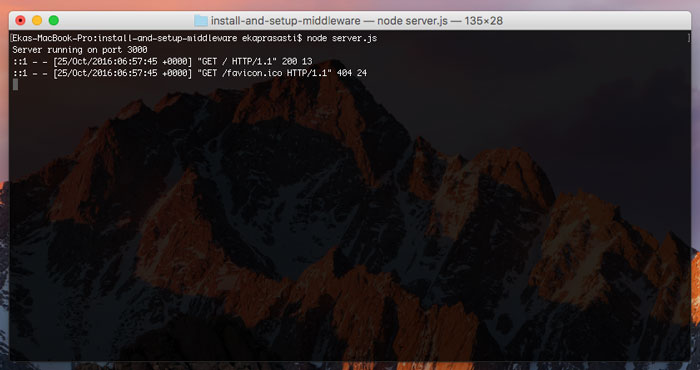 install-and-setup-middleware — node server.js — 135×28
[Ekas-MacBook-Pro:install-and-setup-middleware ekaprasasti$ node server.js ]
Server running on port 3000
::1 - - [25/Oct/2016:06:57:45 +0000] "GET / HTTP/1.1" 200 13
::1 - - [25/Oct/2016:06:57:45 +0000] "GET /favicon.ico HTTP/1.1" 404 24